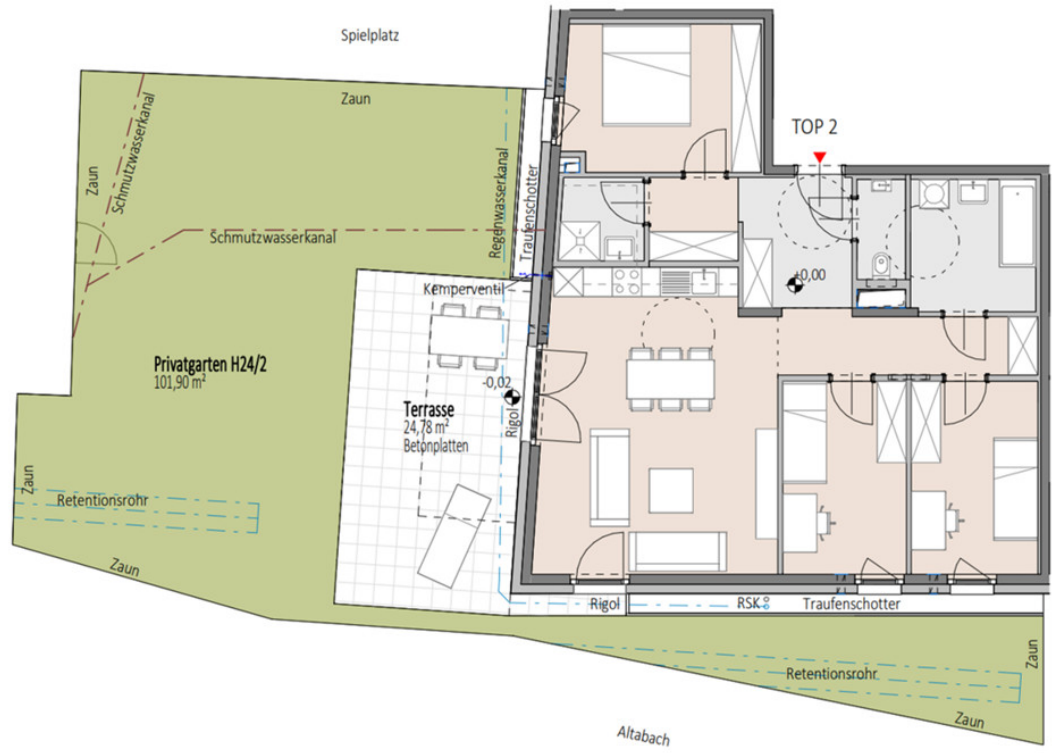 Spielplatz
Zaun
TOP 2
Zaun
Schmutzwasserkanal
Regenwasserkanal
Traufenschotter
Schmutzwasserkanal
Kemperventil
±0,00
Privatgarten H24/2
101,90 m²
-0,02
Terrasse
24,78 m²
Betonplatten
Rigol
Zaun
Retentionsrohr
Zaun
Rigol
RSK
Traufenschotter
Zaun
Retentionsrohr
Zaun
Altabach